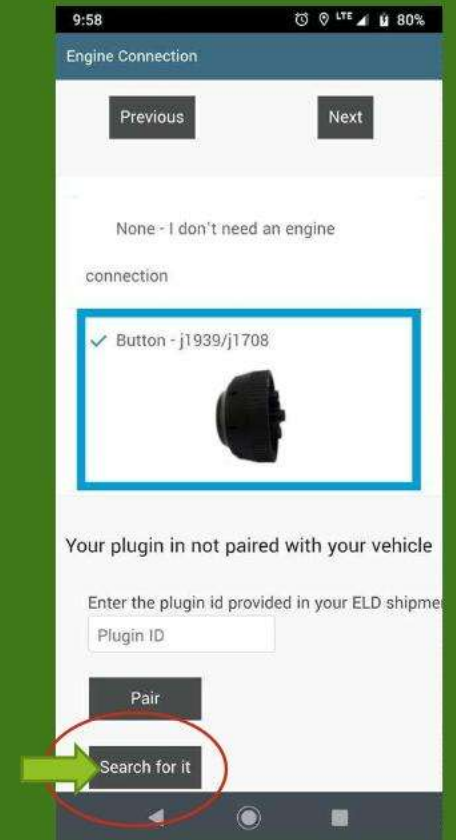 9:58 LTE 80%
Engine Connection
Previous Next
None - I don't need an engine
connection
Button - j1939/j1708
Your plugin in not paired with your vehicle
Enter the plugin id provided in your ELD shipme
Plugin ID
Pair
Search for it